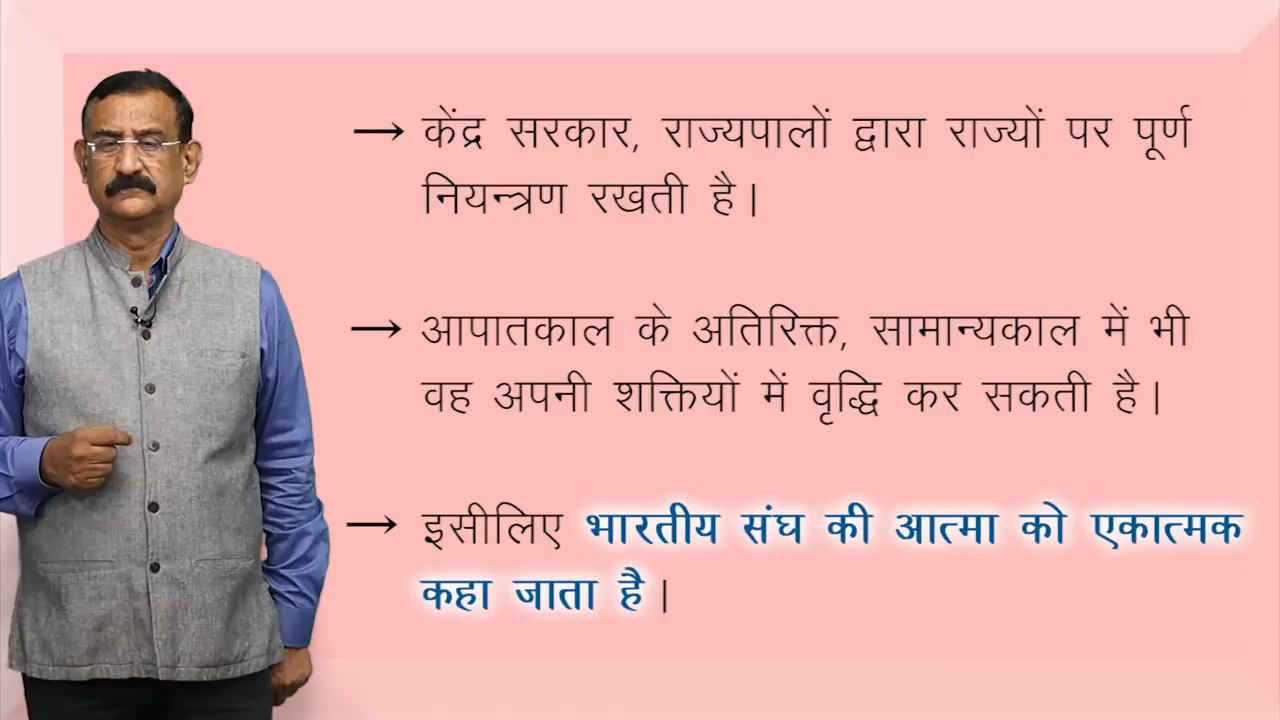 → केंद्र सरकार, राज्यपालों द्वारा राज्यों पर पूर्ण
नियन्त्रण रखती है।
→ आपातकाल के अतिरिक्त, सामान्यकाल में भी
वह अपनी शक्तियों में वृद्धि कर सकती है।
→ इसीलिए भारतीय संघ की आत्मा को एकात्मक
कहा जाता है।